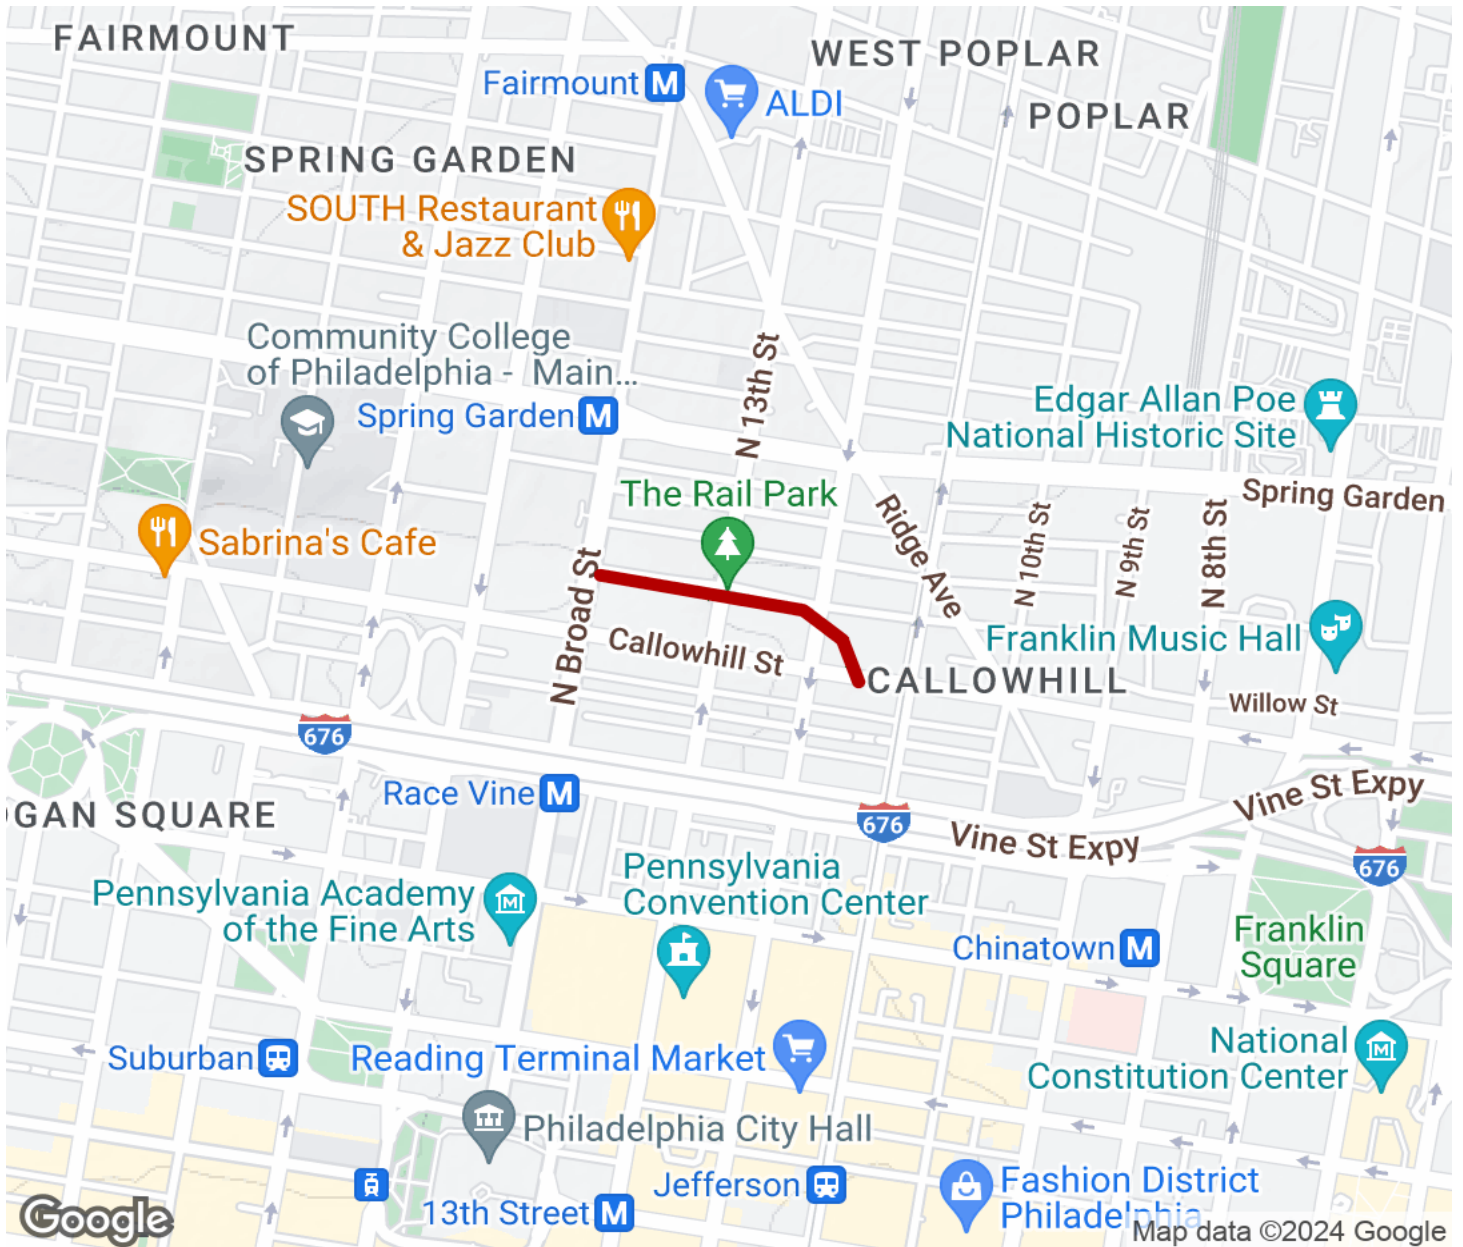 FAIRMOUNT
WEST POPLAR
Fairmount M
ALDI
POPLAR
SPRING GARDEN
SOUTH Restaurant
& Jazz Club
Community College
of Philadelphia - Main...
N 13th St
Spring Garden M
Edgar Allan Poe
National Historic Site
The Rail Park
Spring Garden
Ridge Ave
N 10th St
N 9th St
N 8th St
Sabrina's Cafe
N Broad St
Callowhill St
Franklin Music Hall
CALLOWHILL
Willow St
676
Race Vine M
OGAN SQUARE
676
Vine St Expy
Vine St Expy
676
Pennsylvania Academy
of the Fine Arts
Pennsylvania
Convention Center
Chinatown M
Franklin
Square
Suburban
Reading Terminal Market
National
Constitution Center
Philadelphia City Hall
Jefferson
13th Street M
Fashion District
Philadelphia
Google
Map data ©2024 Google